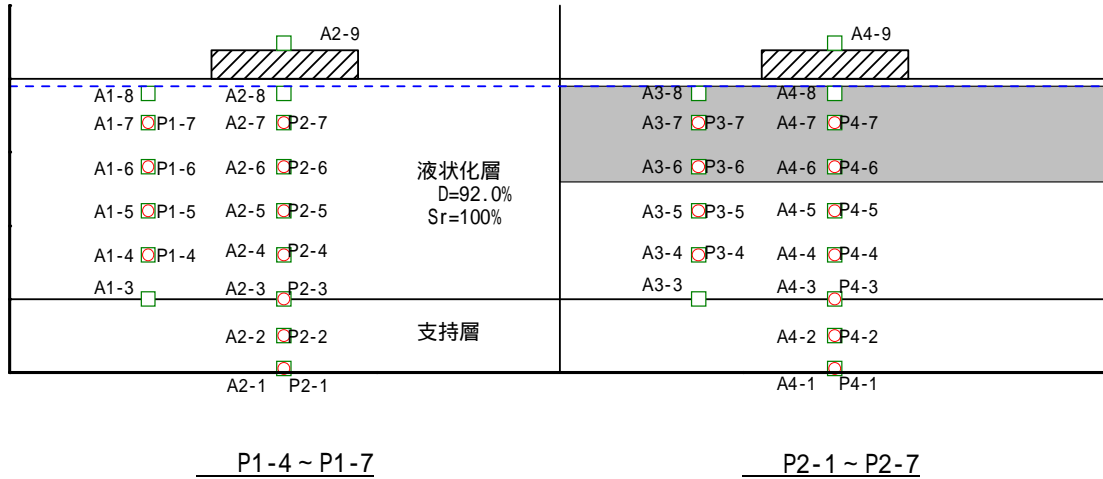 A2-9 A4-9
A1-8 A2-8 A3-8 A4-8
A1-7 P1-7 A2-7 P2-7 A3-7 P3-7 A4-7 P4-7
A1-6 P1-6 A2-6 P2-6 液状化層 A3-6 P3-6 A4-6 P4-6
D=92.0%
A1-5 P1-5 A2-5 P2-5 Sr=100% A3-5 P3-5 A4-5 P4-5
A1-4 P1-4 A2-4 P2-4 A3-4 P3-4 A4-4 P4-4
A1-3 A2-3 P2-3 A3-3 A4-3 P4-3
A2-2 P2-2 支持層 A4-2 P4-2
A2-1 P2-1 A4-1 P4-1
P1-4 ~ P1-7 P2-1 ~ P2-7